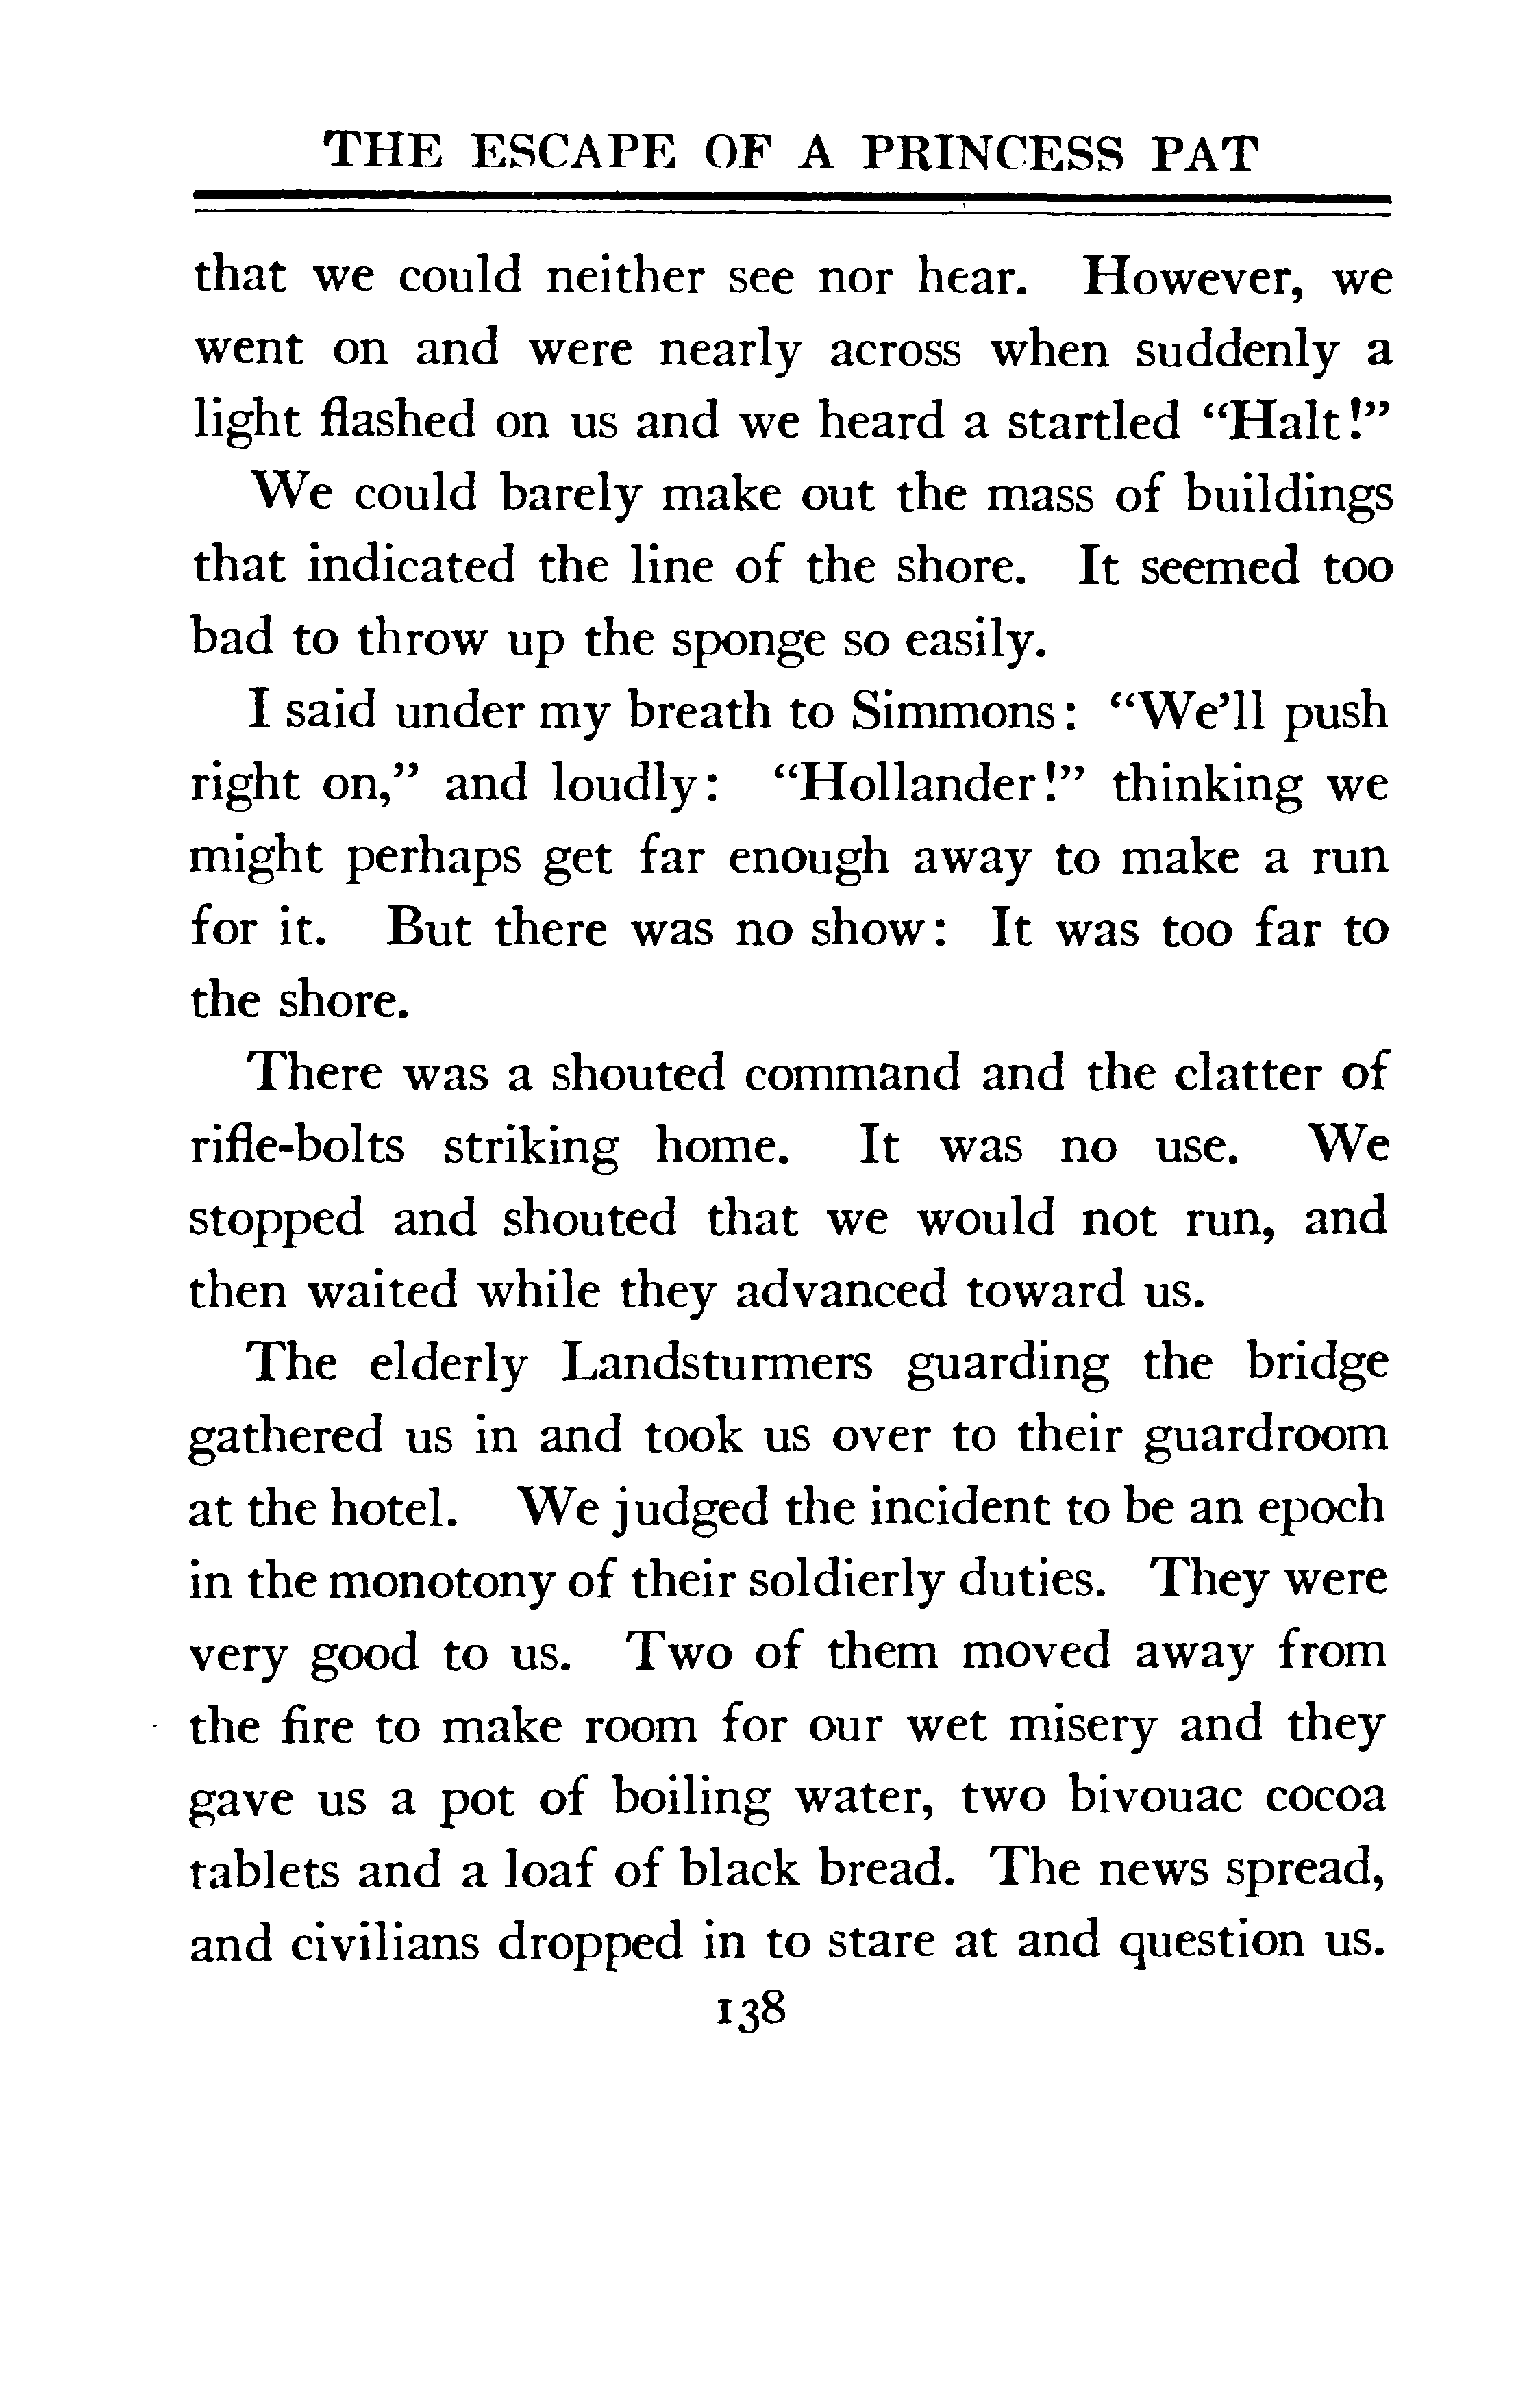 THE ESCAPE OF A PRINCESS PAT
that we could neither see nor hear. However, we
went on and were nearly across when suddenly a
light flashed on us and we heard a startled “Halt!”
We could barely make out the mass of buildings
that indicated the line of the shore. It seemed too
bad to throw up the sponge so easily.
I said under my breath to Simmons: “We’ll push
right on,” and loudly: “Hollander!” thinking we
might perhaps get far enough away to make a run
for it. But there was no show: It was too far to
the shore.
There was a shouted command and the clatter of
rifle-bolts striking home. It was no use. We
stopped and shouted that we would not run, and
then waited while they advanced toward us.
The elderly Landsturmers guarding the bridge
gathered us in and took us over to their guardroom
at the hotel. We judged the incident to be an epoch
in the monotony of their soldierly duties. They were
very good to us. Two of them moved away from
the fire to make room for our wet misery and they
gave us a pot of boiling water, two bivouac cocoa
tablets and a loaf of black bread. The news spread,
and civilians dropped in to stare at and question us.
138